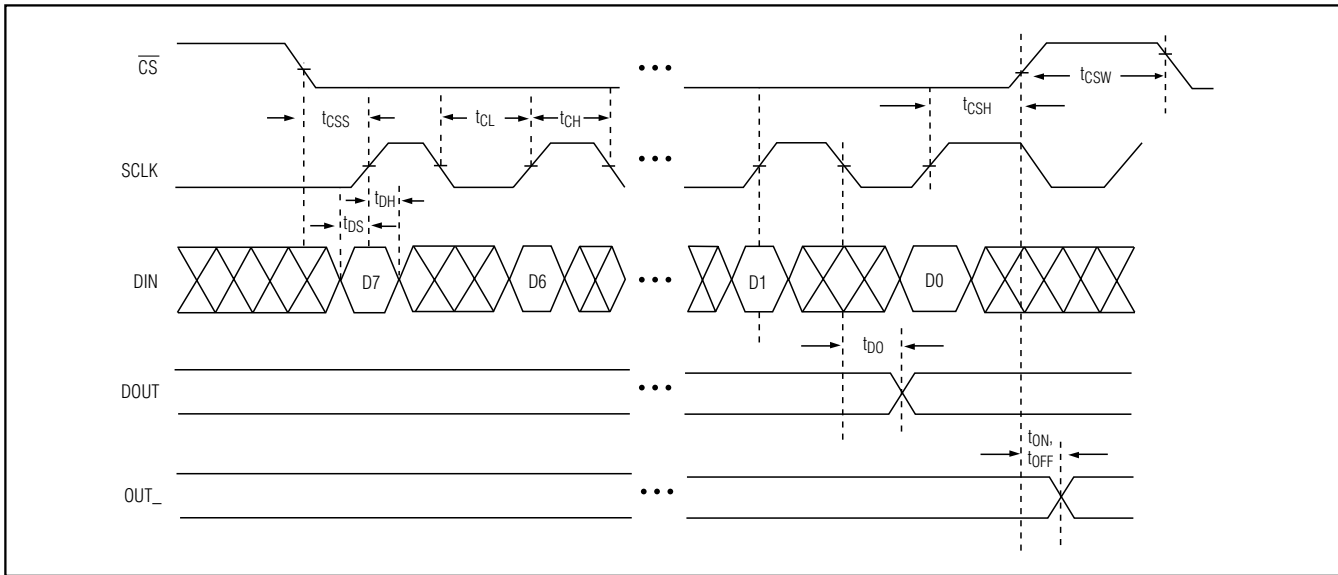 CS
tCSW
tCSS
tCL
tCH
tCSH
SCLK
tDH
tDS
DIN
D7
D6
D1
D0
tDO
DOUT
tON,
tOFF
OUT_